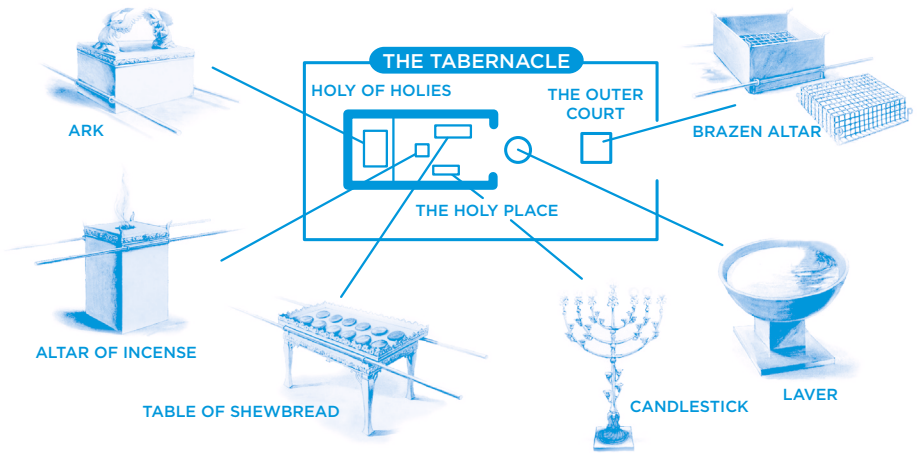 THE TABERNACLE
HOLY OF HOLIES
THE OUTER
COURT
ARK
BRAZEN ALTAR
THE HOLY PLACE
ALTAR OF INCENSE
TABLE OF SHEWBREAD
CANDLESTICK
LAVER